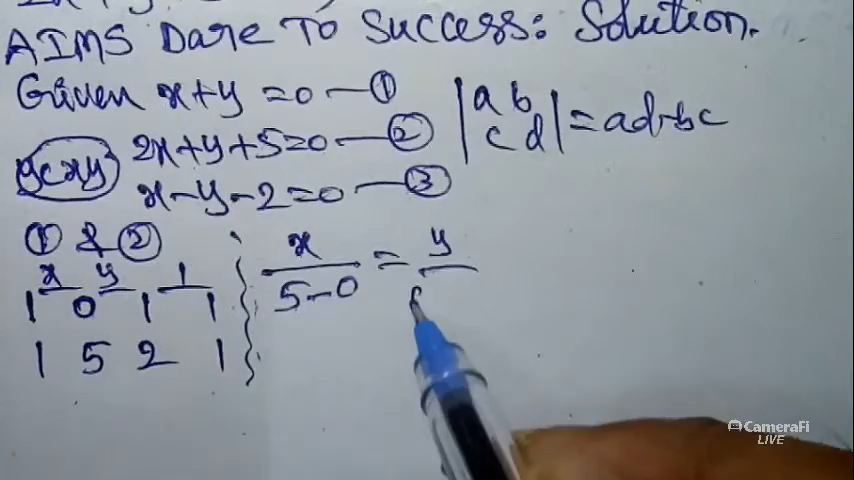 AIMS Dare To Success: Solution.
Given x+y =0 — ①
2x+y+5=0 — ②
x-y-2=0 — ③
|a b
c d| = ad-bc
① & ②
x y 1
1 0 1 1
1 5 2 1
x/5-0 = y/
CameraFi
LIVE